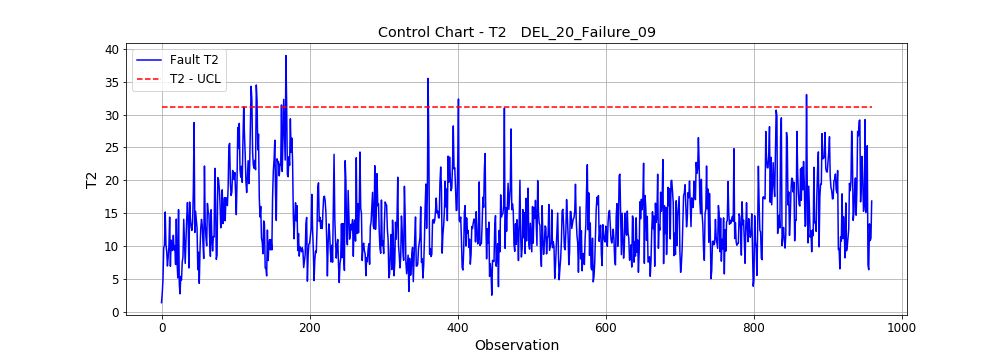 Control Chart - T2   DEL_20_Failure_09
Fault T2
T2 - UCL
T2
40
35
30
25
20
15
10
5
0
0 200 400 600 800 1000
Observation